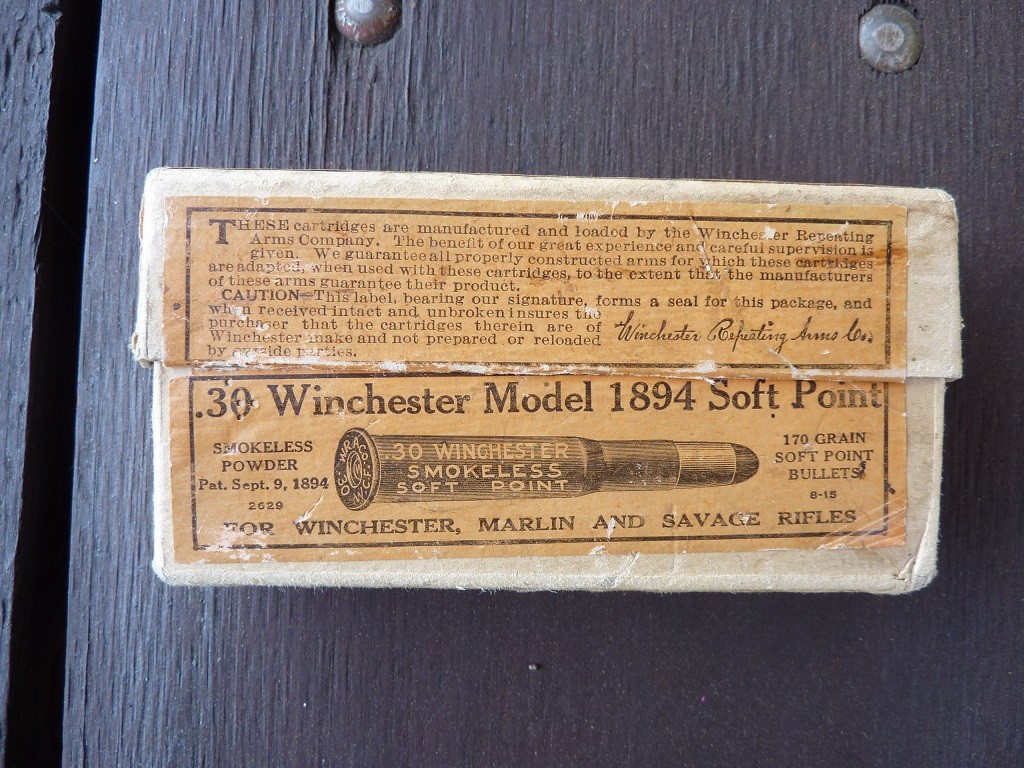 THESE cartridges are manufactured and loaded by the Winchester Repeating
Arms Company. The benefit of our great experience and careful supervision is
given. We guarantee all properly constructed arms for which these cartridges
are adapted, when used with these cartridges, to the extent that the manufacturers
of these arms guarantee their product.
CAUTION—This label, bearing our signature, forms a seal for this package, and
when received intact and unbroken insures the
purchaser that the cartridges therein are of
Winchester make and not prepared or reloaded
by outside parties.
Winchester Repeating Arms Co.
.30 Winchester Model 1894 Soft Point
SMOKELESS
POWDER
Pat. Sept. 9, 1894
2629
W.R.A.Co.
.30 W.C.F.
.30 WINCHESTER
SMOKELESS
SOFT POINT
170 GRAIN
SOFT POINT
BULLETS
8-15
FOR WINCHESTER, MARLIN AND SAVAGE RIFLES